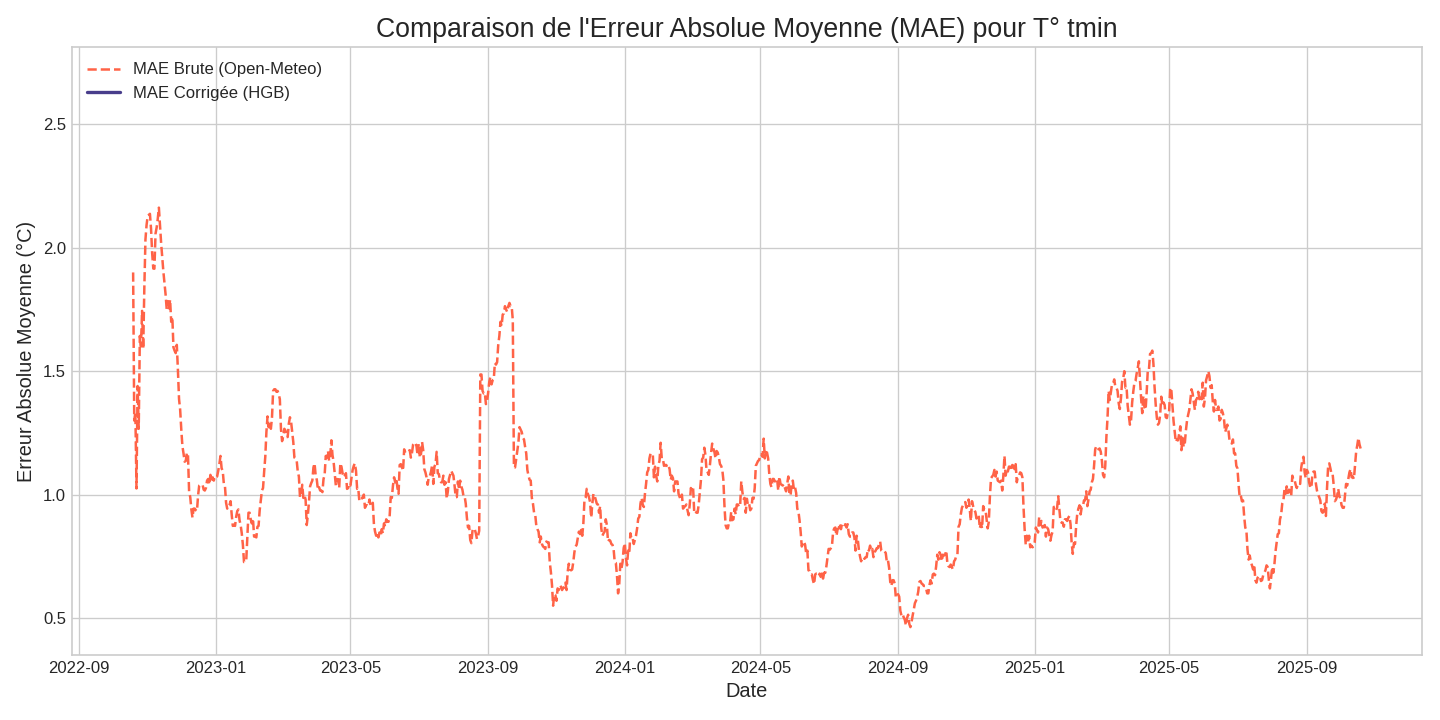 Comparaison de l'Erreur Absolue Moyenne (MAE) pour T° tmin
MAE Brute (Open-Meteo)
MAE Corrigée (HGB)
Erreur Absolue Moyenne (°C)
2.5
2.0
1.5
1.0
0.5
2022-09 2023-01 2023-05 2023-09 2024-01 2024-05 2024-09 2025-01 2025-05 2025-09
Date